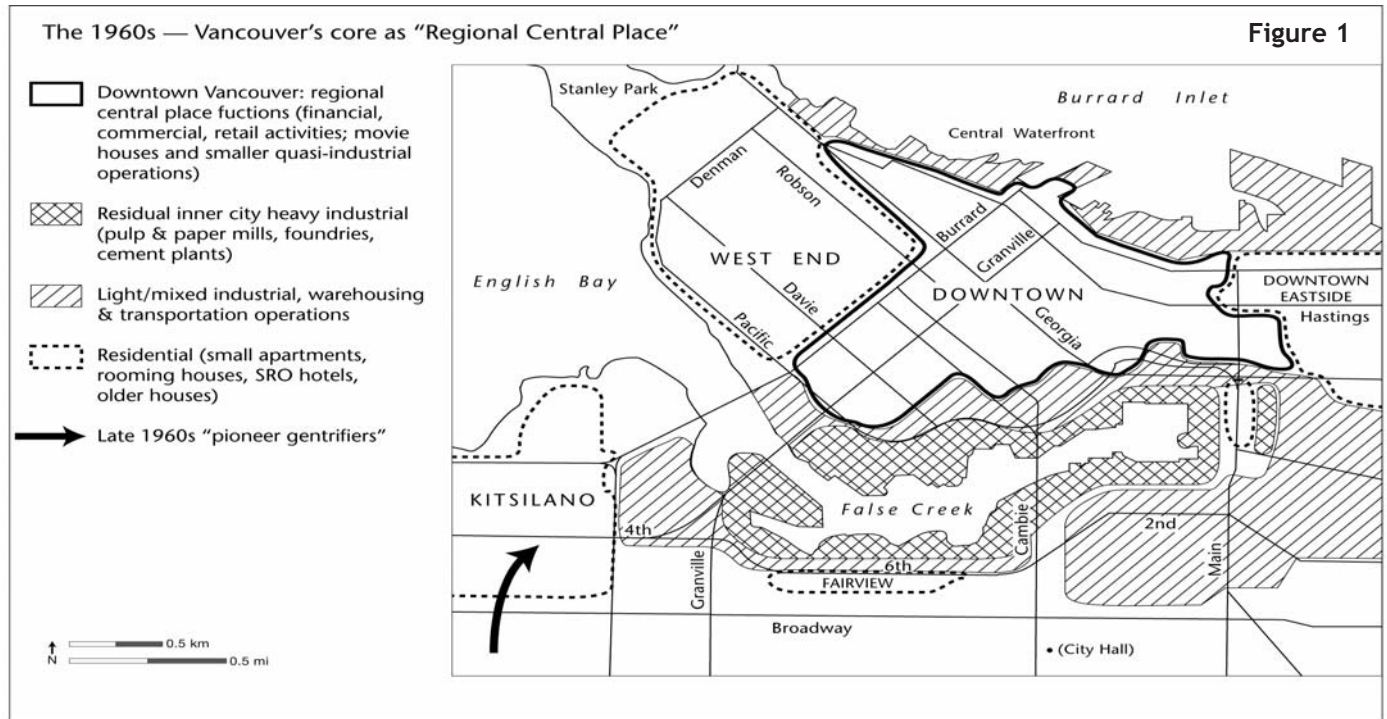 The 1960s — Vancouver's core as "Regional Central Place"
Figure 1
Downtown Vancouver: regional
central place fuctions (financial,
commercial, retail activities; movie
houses and smaller quasi-industrial
operations)
Residual inner city heavy industrial
(pulp & paper mills, foundries,
cement plants)
Light/mixed industrial, warehousing
& transportation operations
Residential (small apartments,
rooming houses, SRO hotels,
older houses)
Late 1960s "pioneer gentrifiers"
N
0.5 km
0.5 mi
Stanley Park
Burrard Inlet
Central Waterfront
Denman
Robson
Burrard
Granville
WEST END
English Bay
DOWNTOWN
DOWNTOWN
EASTSIDE
Hastings
Davie
Georgia
Pacific
KITSILANO
False Creek
4th
Cambie
2nd
Granville
6th
Main
FAIRVIEW
Broadway
(City Hall)